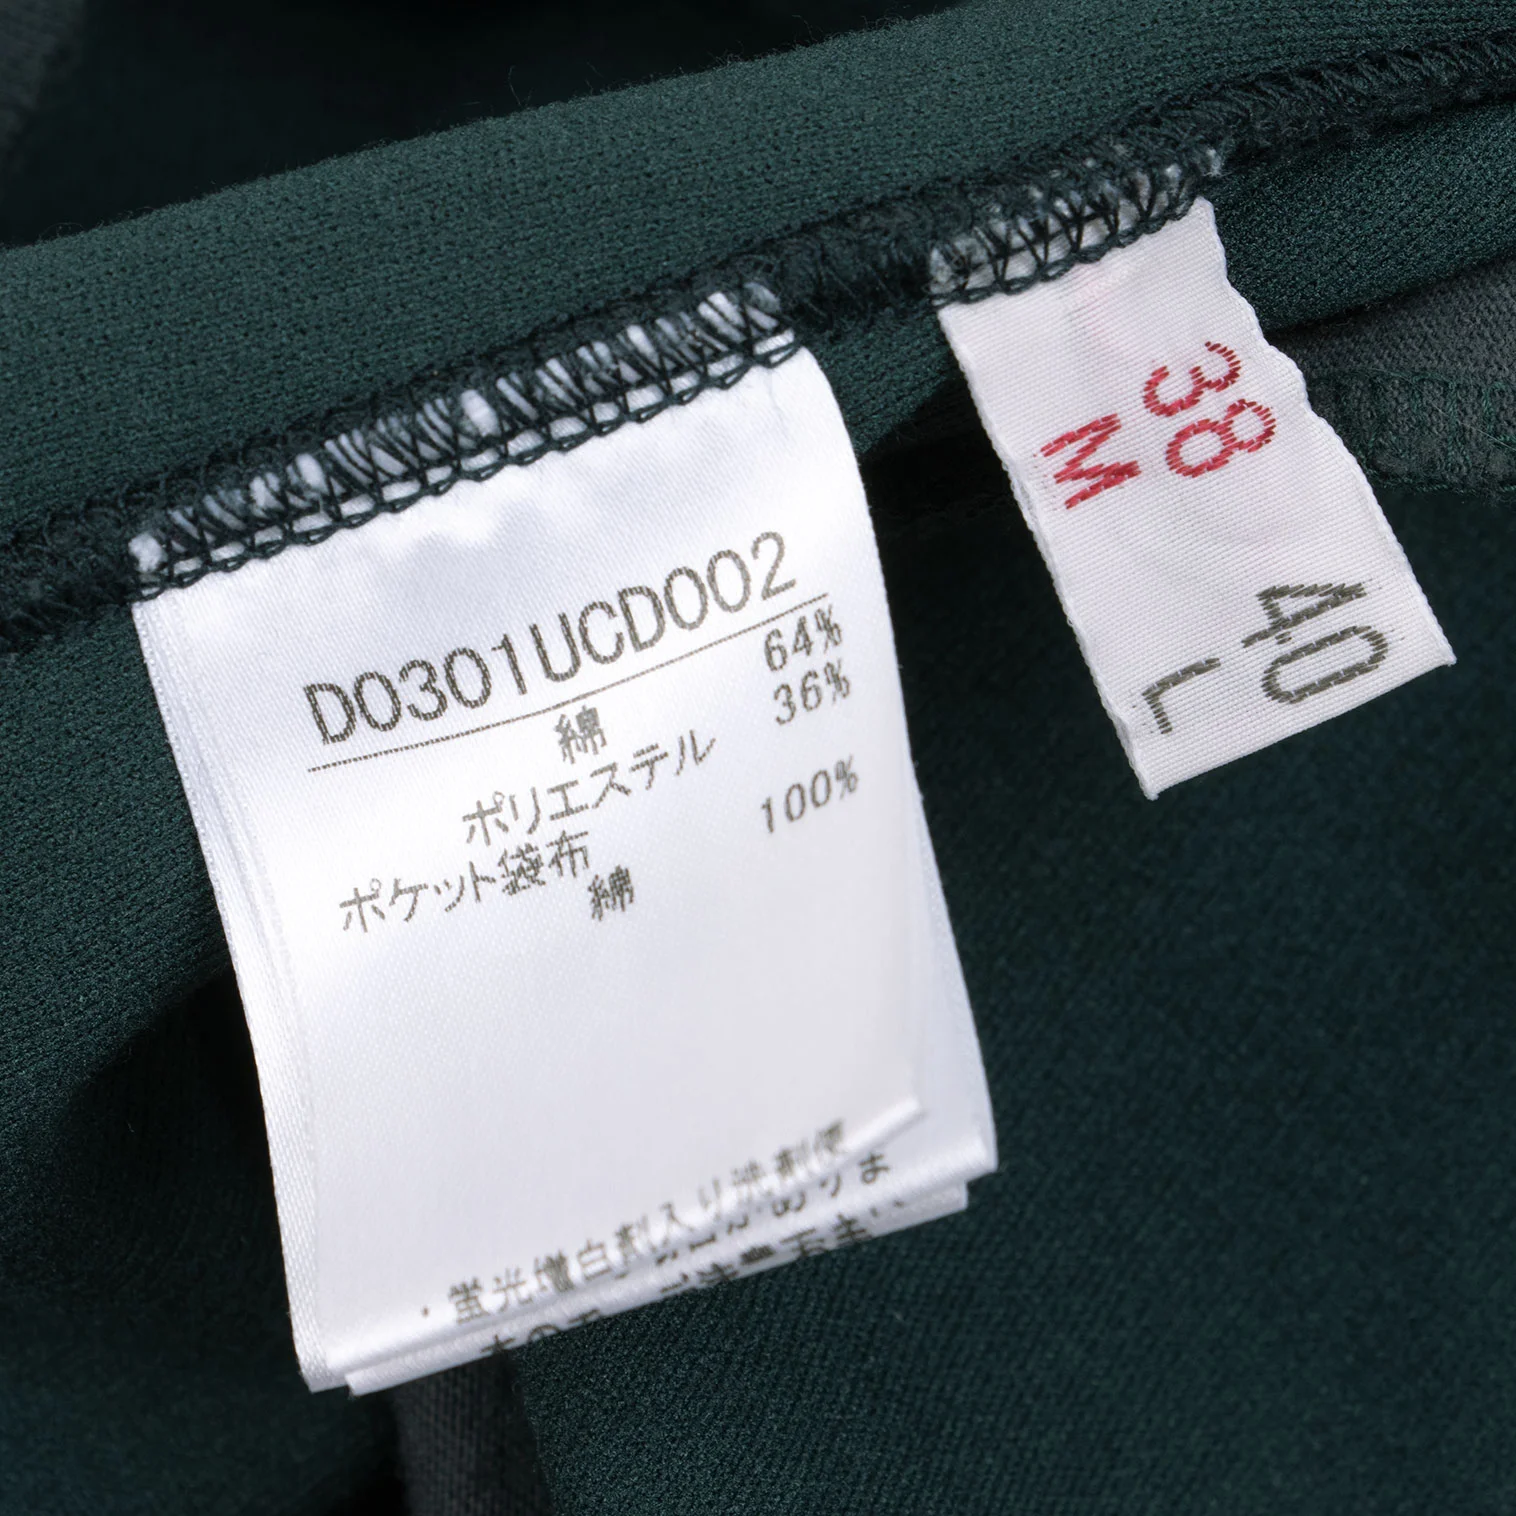 D0301UCD002
綿 64%
ポリエステル 36%
ポケット袋布
綿 100%
・蛍光増白剤入り洗剤使
38
M
40
L